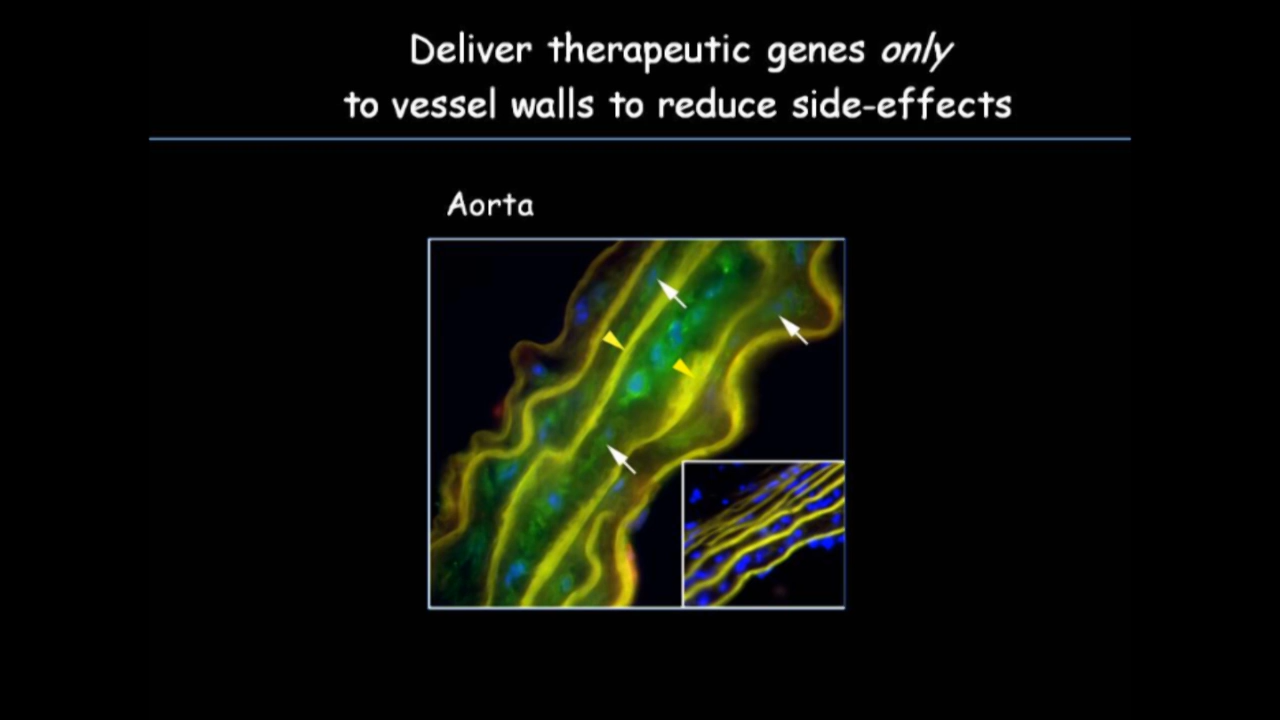 Deliver therapeutic genes only
to vessel walls to reduce side-effects
Aorta